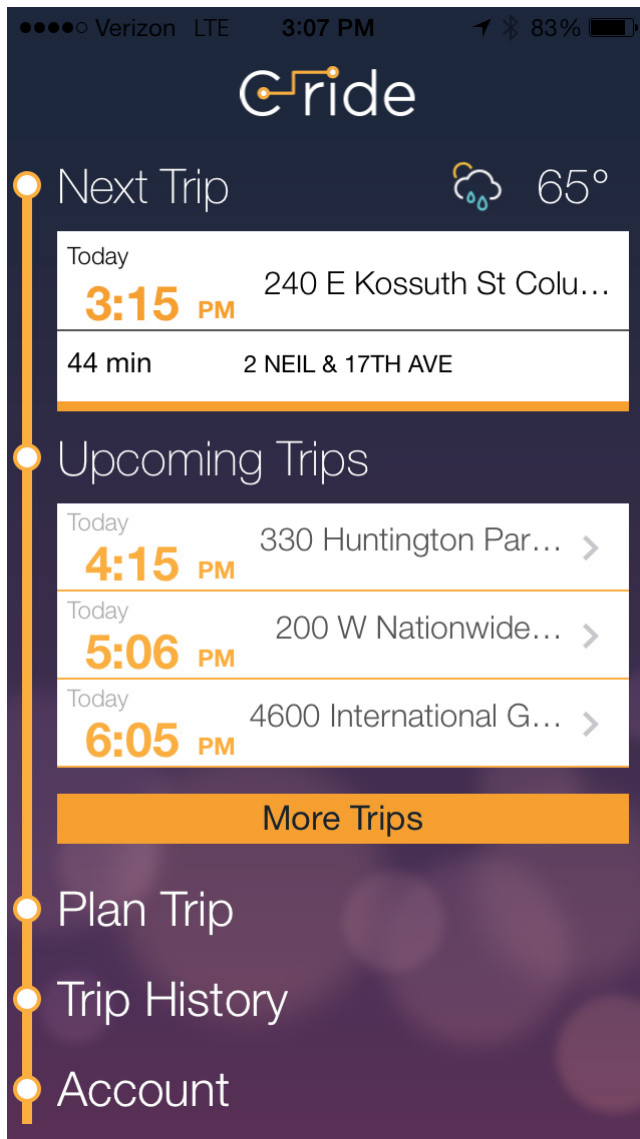 Verizon LTE 3:07 PM 83%
C-ride
Next Trip 65°
Today
3:15 PM 240 E Kossuth St Colu...
44 min 2 NEIL & 17TH AVE
Upcoming Trips
Today
4:15 PM 330 Huntington Par...
Today
5:06 PM 200 W Nationwide...
Today
6:05 PM 4600 International G...
More Trips
Plan Trip
Trip History
Account